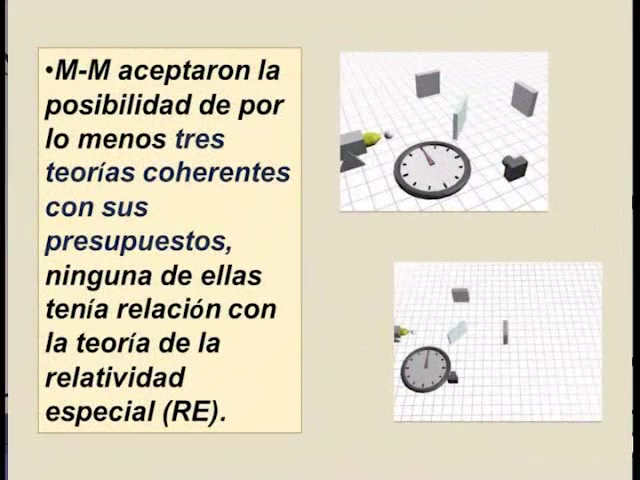 •M-M aceptaron la
posibilidad de por
lo menos tres
teorías coherentes
con sus
presupuestos,
ninguna de ellas
tenía relación con
la teoría de la
relatividad
especial (RE).